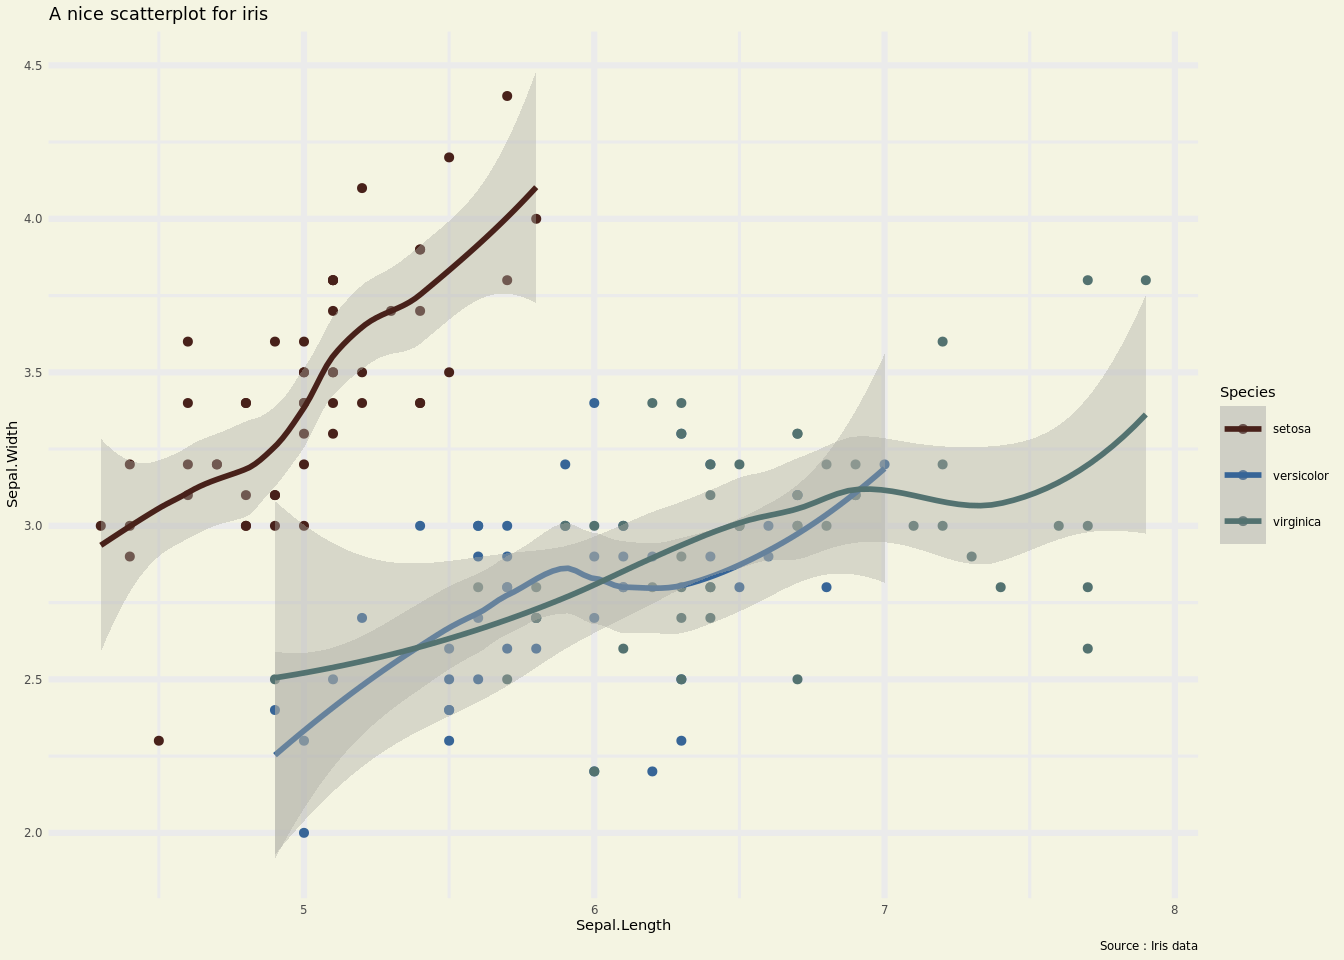 A nice scatterplot for iris
4.5
4.0
3.5
3.0
2.5
2.0
Sepal.Width
5 6 7 8
Sepal.Length
Species
setosa
versicolor
virginica
Source : Iris data